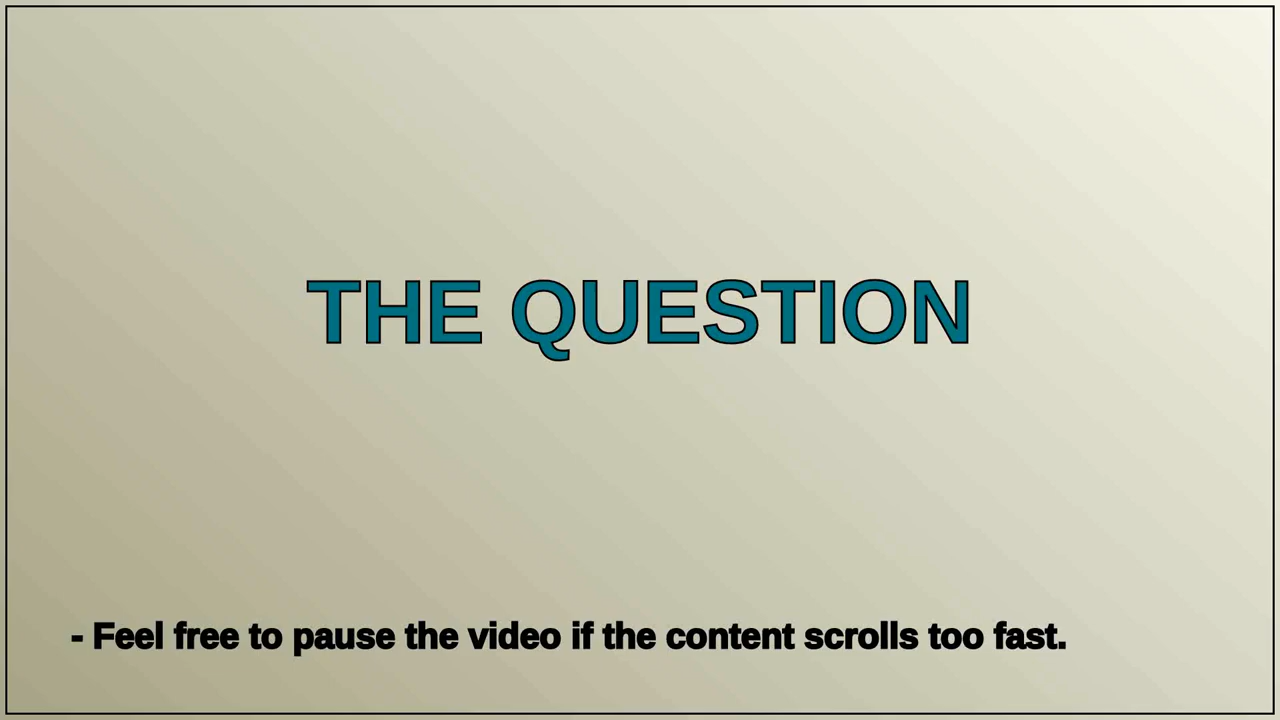 THE QUESTION
- Feel free to pause the video if the content scrolls too fast.